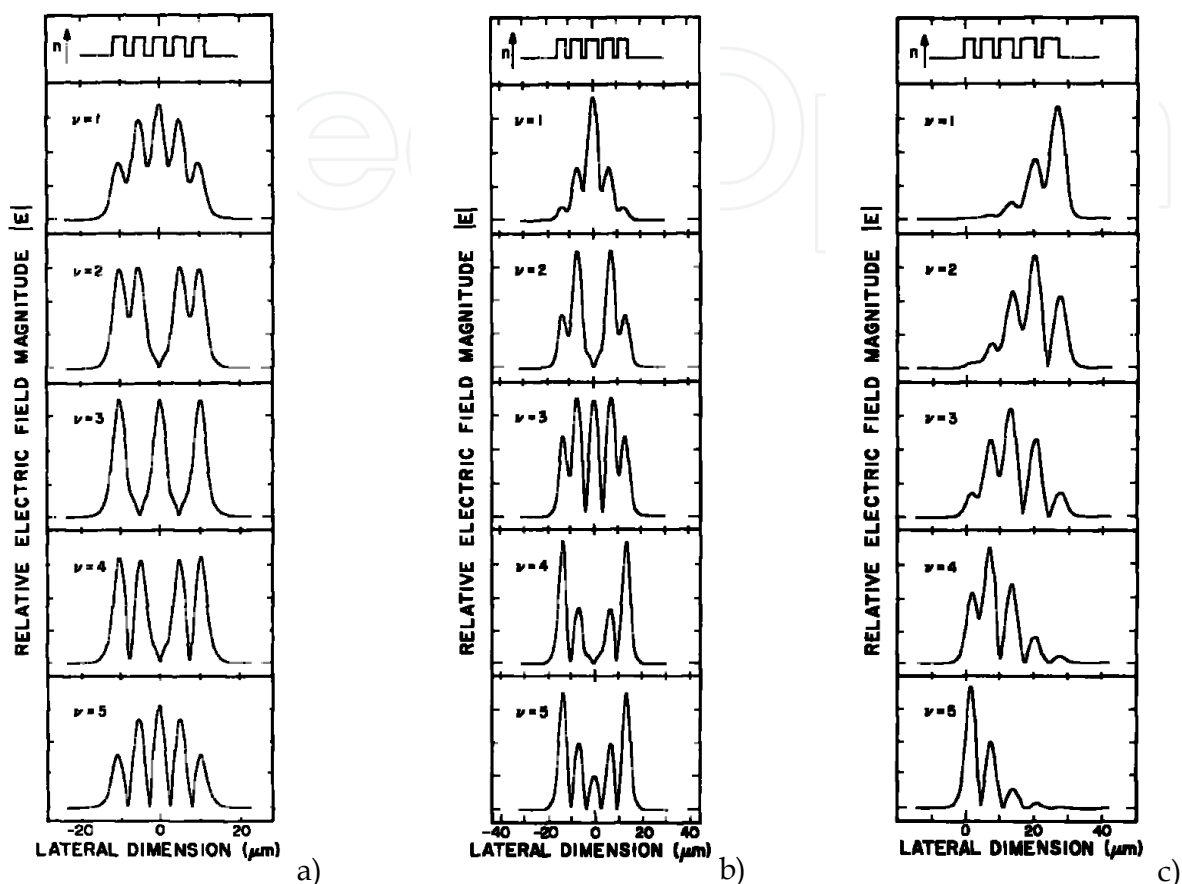 n
ν=1
ν=2
ν=3
ν=4
ν=5
RELATIVE ELECTRIC FIELD MAGNITUDE |E|
-20 0 20
LATERAL DIMENSION (μm)
a)
n
ν=1
ν=2
ν=3
ν=4
ν=5
RELATIVE ELECTRIC FIELD MAGNITUDE |E|
-40 -20 0 20 40
LATERAL DIMENSION (μm)
b)
n
ν=1
ν=2
ν=3
ν=4
ν=5
RELATIVE ELECTRIC FIELD MAGNITUDE |E|
0 20 40
LATERAL DIMENSION (μm)
c)